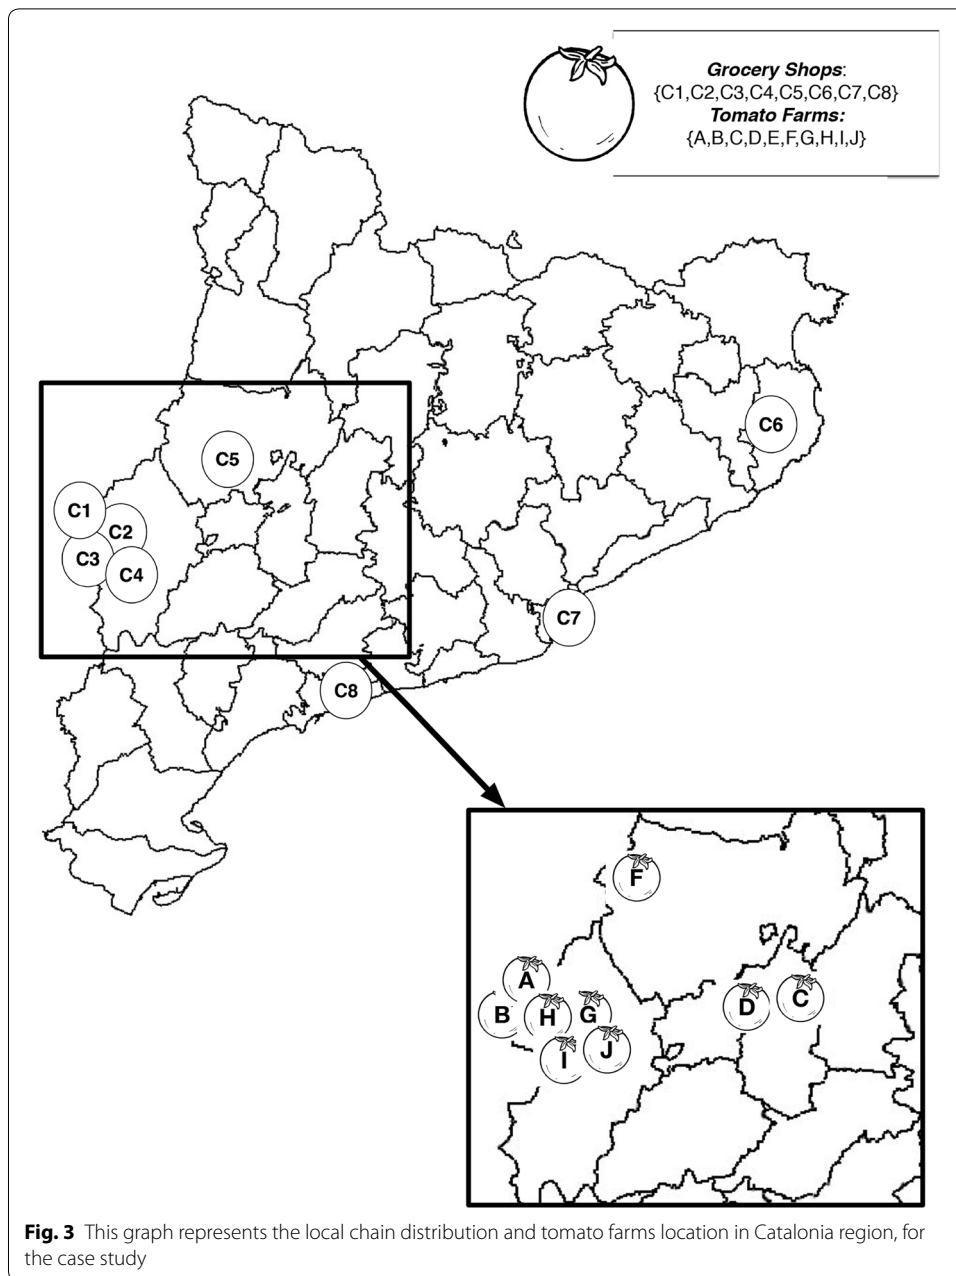 Grocery Shops:
{C1,C2,C3,C4,C5,C6,C7,C8}
Tomato Farms:
{A,B,C,D,E,F,G,H,I,J}
C6
C5
C1
C2
C3
C4
C7
C8
F
A
B
H
G
D
C
I
J
Fig. 3 This graph represents the local chain distribution and tomato farms location in Catalonia region, for
the case study